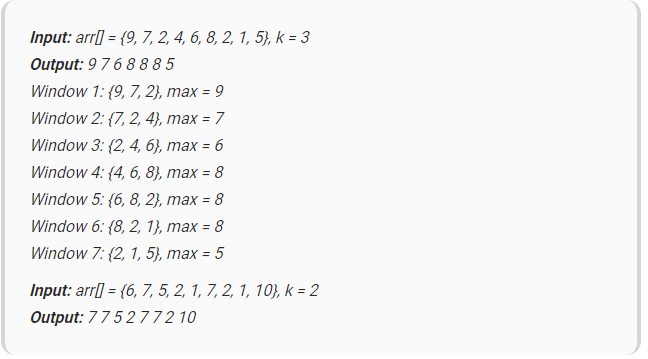 Input: arr[] = {9, 7, 2, 4, 6, 8, 2, 1, 5}, k = 3
Output: 9 7 6 8 8 8 5
Window 1: {9, 7, 2}, max = 9
Window 2: {7, 2, 4}, max = 7
Window 3: {2, 4, 6}, max = 6
Window 4: {4, 6, 8}, max = 8
Window 5: {6, 8, 2}, max = 8
Window 6: {8, 2, 1}, max = 8
Window 7: {2, 1, 5}, max = 5
Input: arr[] = {6, 7, 5, 2, 1, 7, 2, 1, 10}, k = 2
Output: 7 7 5 2 7 7 2 10